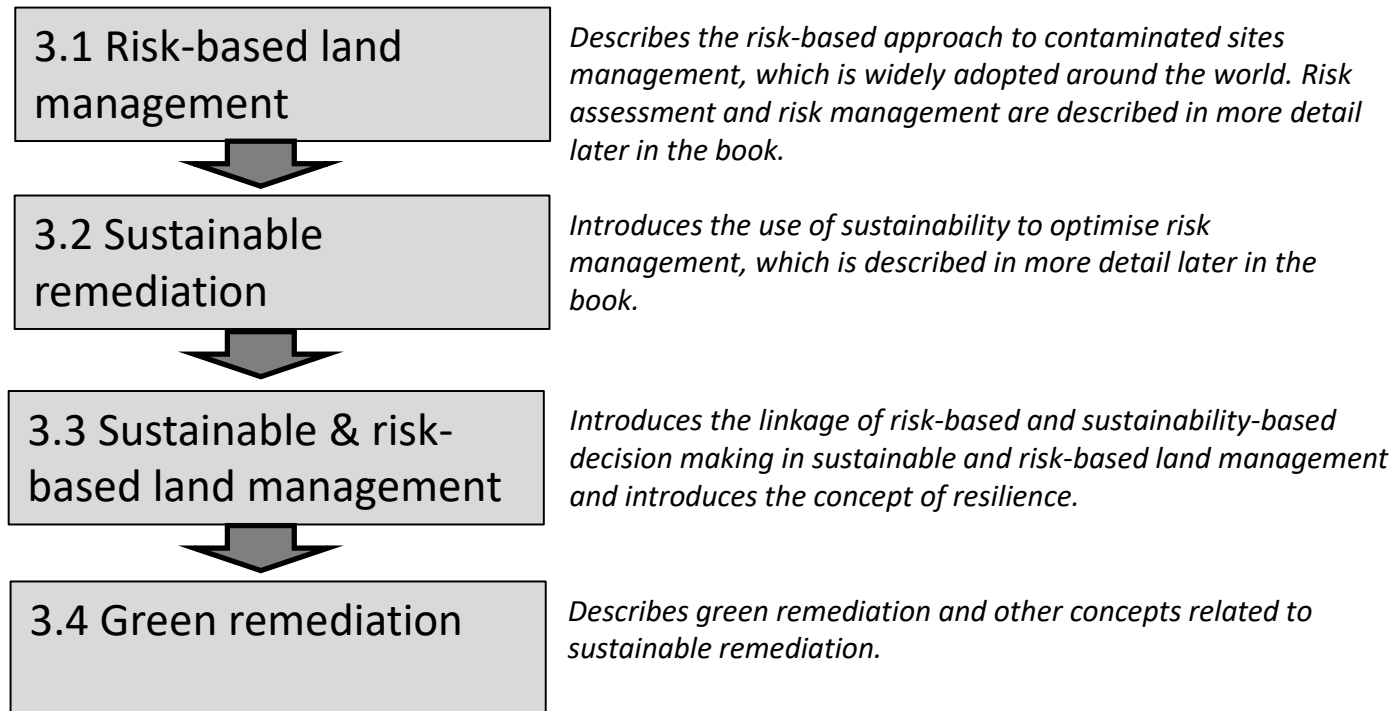 3.1 Risk-based land
management
Describes the risk-based approach to contaminated sites
management, which is widely adopted around the world. Risk
assessment and risk management are described in more detail
later in the book.
3.2 Sustainable
remediation
Introduces the use of sustainability to optimise risk
management, which is described in more detail later in the
book.
3.3 Sustainable & risk-
based land management
Introduces the linkage of risk-based and sustainability-based
decision making in sustainable and risk-based land management
and introduces the concept of resilience.
3.4 Green remediation
Describes green remediation and other concepts related to
sustainable remediation.